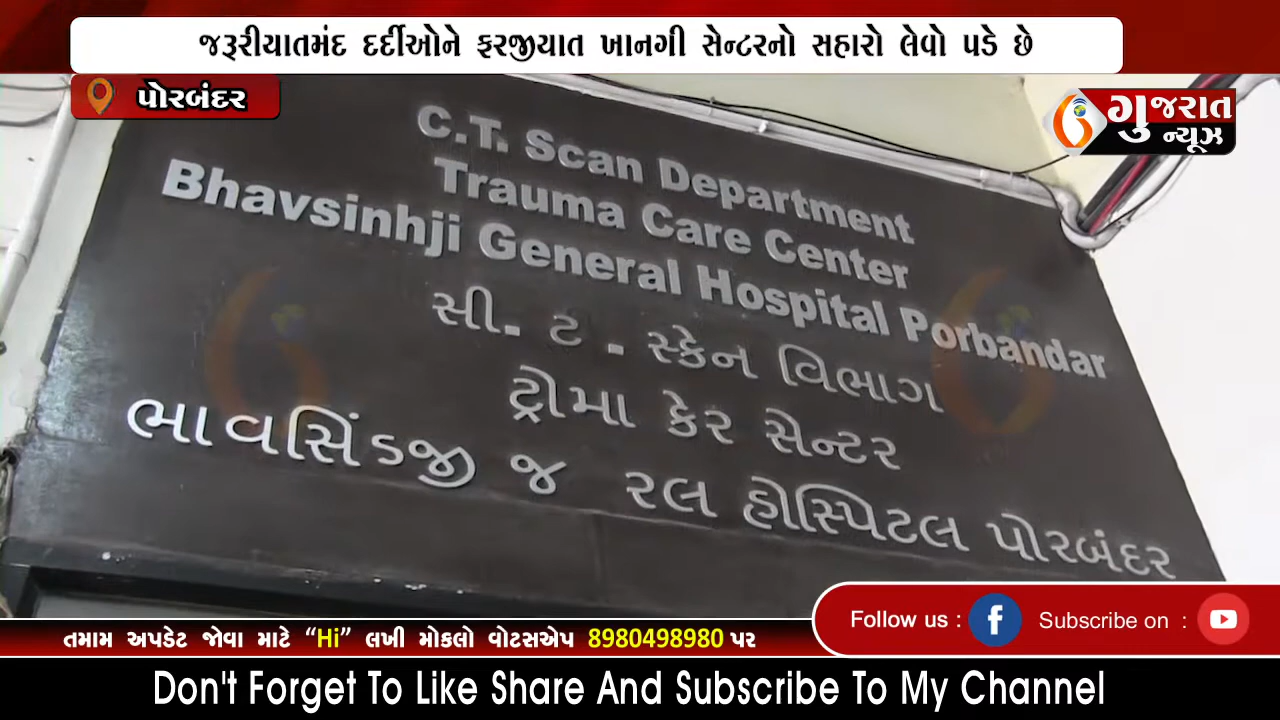 જરૂરીયાતમંદ દર્દીઓને ફરજીયાત ખાનગી સેન્ટરનો સહારો લેવો પડે છે
પોરબંદર
ગુજરાત
ન્યૂઝ
C.T. Scan Department
Trauma Care Center
Bhavsinhji General Hospital Porbandar
સી. ટ . સ્કેન વિભાગ
ટ્રોમા કેર સેન્ટર
ભાવસિંહજી જ રલ હોસ્પિટલ પોરબંદર
Follow us :
Subscribe on :
તમામ અપડેટ જોવા માટે “Hi” લખી મોકલો વોટસએપ 8980498980 પર
Don't Forget To Like Share And Subscribe To My Channel